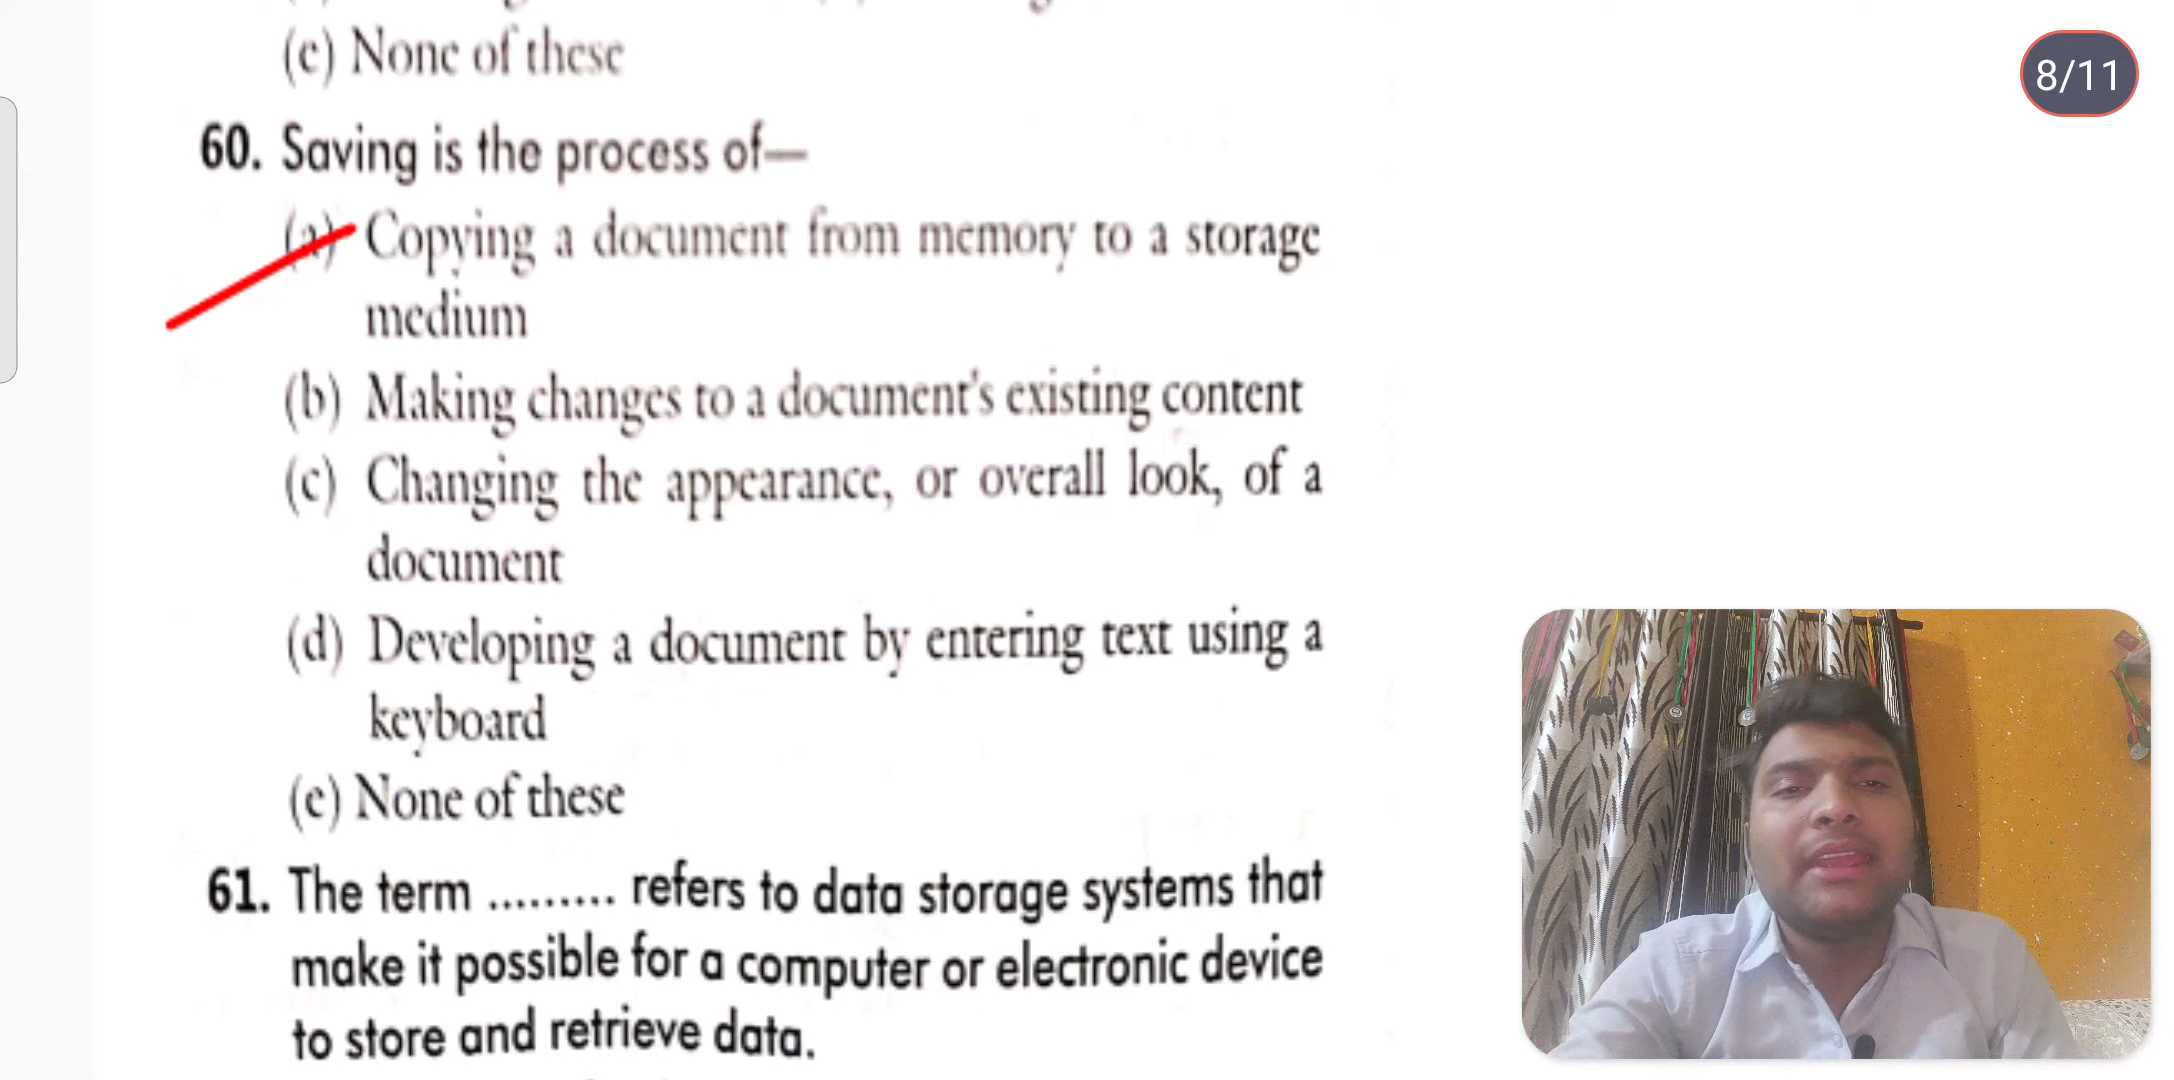 (e) None of these
8/11
60. Saving is the process of—
(a) Copying a document from memory to a storage
medium
(b) Making changes to a document's existing content
(c) Changing the appearance, or overall look, of a
document
(d) Developing a document by entering text using a
keyboard
(e) None of these
61. The term ......... refers to data storage systems that
make it possible for a computer or electronic device
to store and retrieve data.